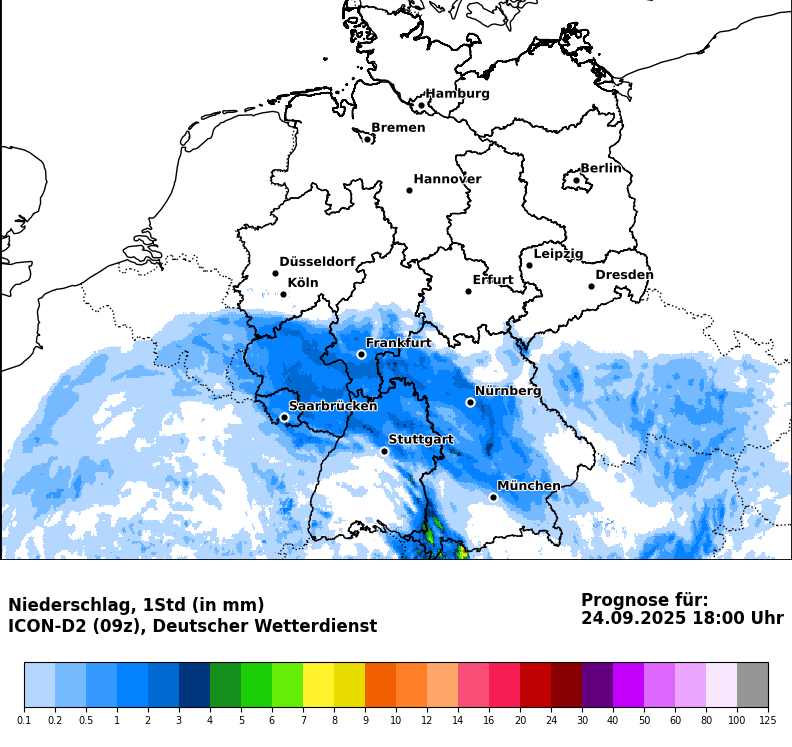 Hamburg
Bremen
Berlin
Hannover
Leipzig
Düsseldorf
Dresden
Köln
Erfurt
Frankfurt
Nürnberg
Saarbrücken
Stuttgart
München
Niederschlag, 1Std (in mm)
ICON-D2 (09z), Deutscher Wetterdienst
Prognose für:
24.09.2025 18:00 Uhr
0.1 0.2 0.5 1 2 3 4 5 6 7 8 9 10 12 14 16 20 24 30 40 50 60 80 100 125